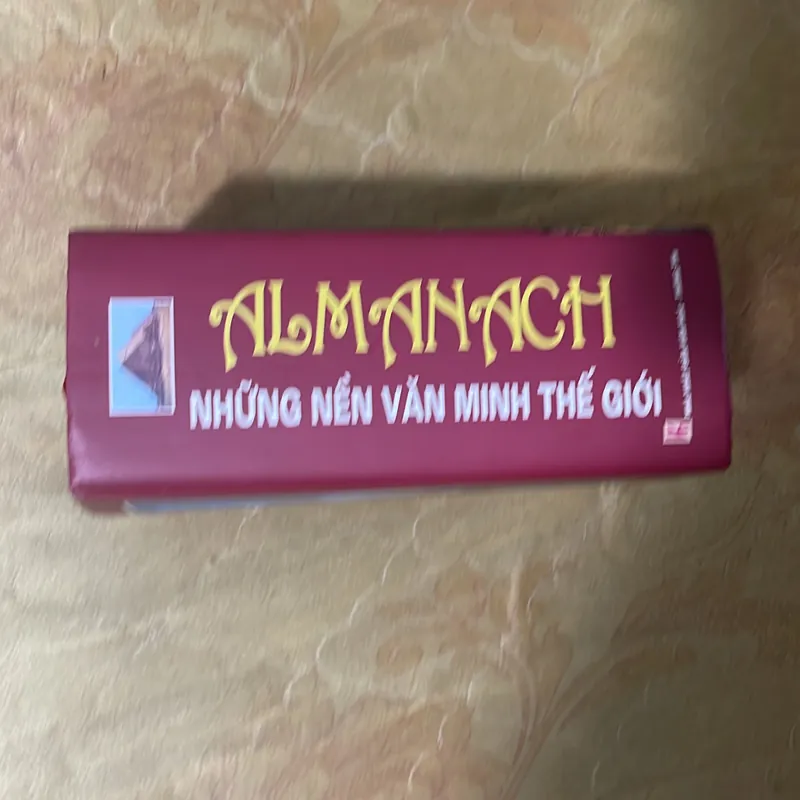 ALMANACH
NHỮNG NỀN VĂN MINH THẾ GIỚI